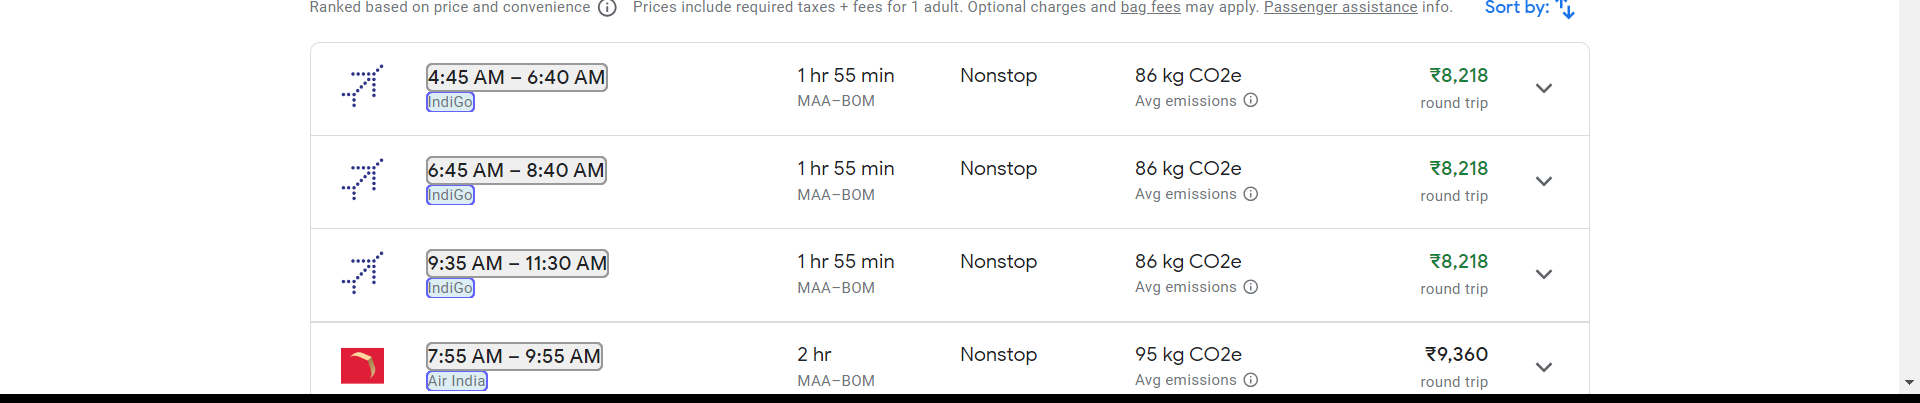 Ranked based on price and convenience Prices include required taxes + fees for 1 adult. Optional charges and bag fees may apply. Passenger assistance info. Sort by:
4:45 AM – 6:40 AM 1 hr 55 min Nonstop 86 kg CO2e ₹8,218
IndiGo MAA–BOM Avg emissions round trip
6:45 AM – 8:40 AM 1 hr 55 min Nonstop 86 kg CO2e ₹8,218
IndiGo MAA–BOM Avg emissions round trip
9:35 AM – 11:30 AM 1 hr 55 min Nonstop 86 kg CO2e ₹8,218
IndiGo MAA–BOM Avg emissions round trip
7:55 AM – 9:55 AM 2 hr Nonstop 95 kg CO2e ₹9,360
Air India MAA–BOM Avg emissions round trip